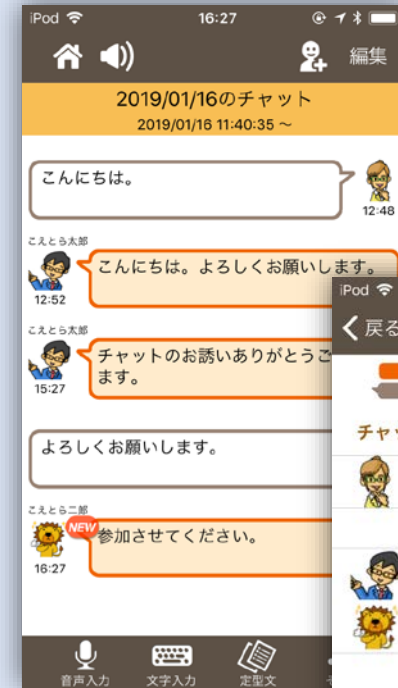 iPod 16:27
編集
2019/01/16のチャット
2019/01/16 11:40:35 ～
こんにちは。
12:48
こえとら太郎
こんにちは。よろしくお願いします。
12:52
iPod
戻る
こえとら太郎
チャットのお誘いありがとうご
ます。
15:27
チャッ
よろしくお願いします。
こえとら二郎
NEW
参加させてください。
16:27
音声入力 文字入力 定型文